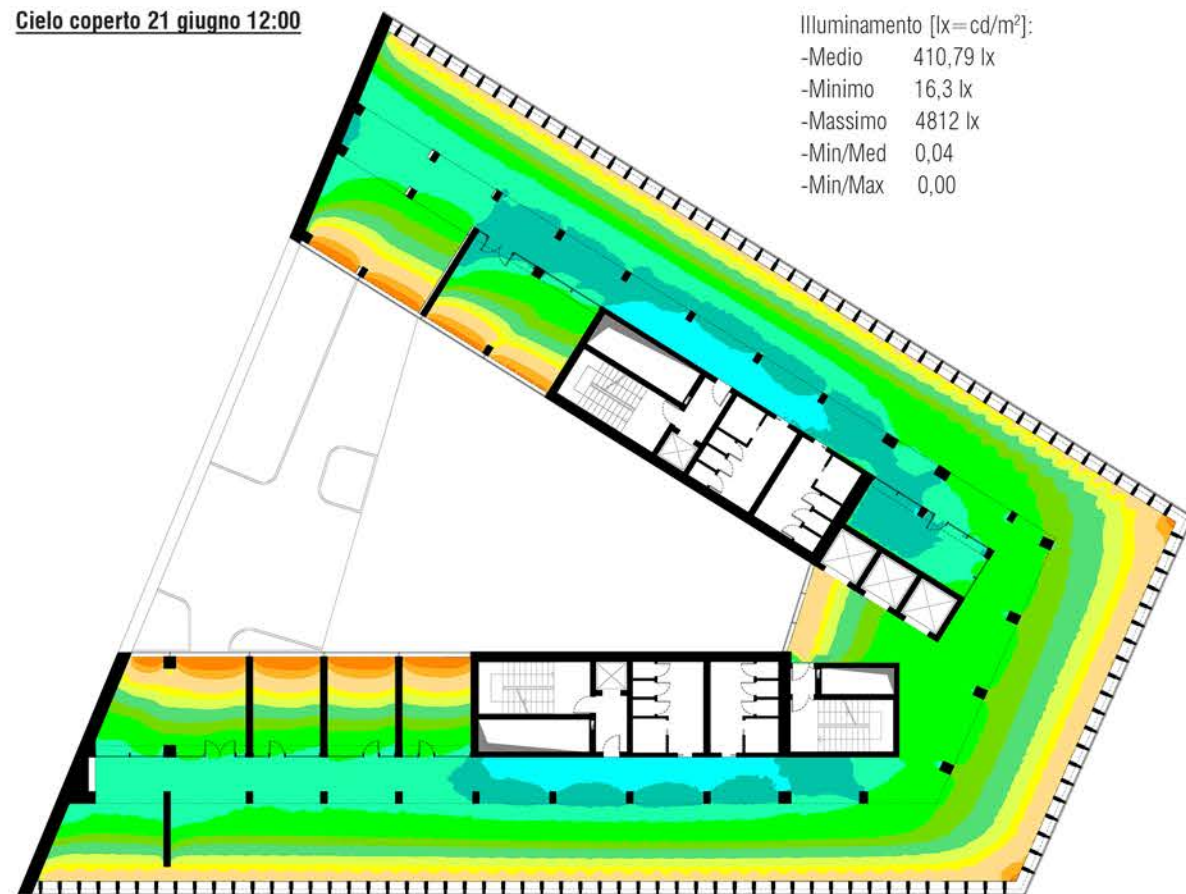 Cielo coperto 21 giugno 12:00
Illuminamento [lx=cd/m²]:
-Medio 410,79 lx
-Minimo 16,3 lx
-Massimo 4812 lx
-Min/Med 0,04
-Min/Max 0,00